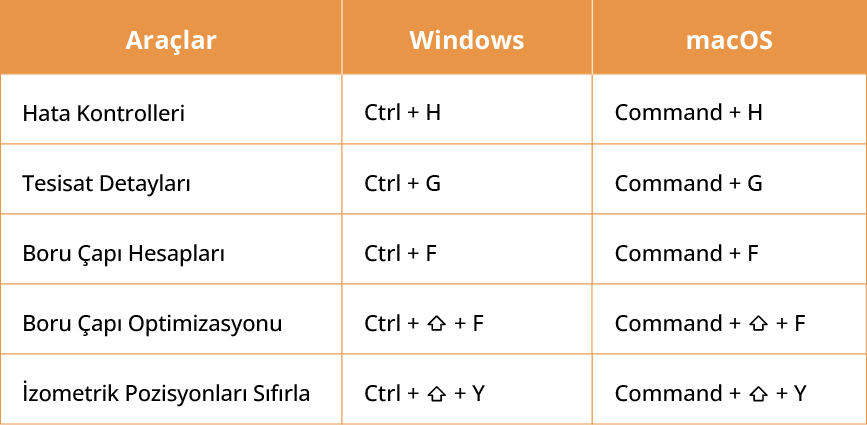 Araçlar Windows macOS
Hata Kontrolleri Ctrl + H Command + H
Tesisat Detayları Ctrl + G Command + G
Boru Çapı Hesapları Ctrl + F Command + F
Boru Çapı Optimizasyonu Ctrl + ⇧ + F Command + ⇧ + F
İzometrik Pozisyonları Sıfırla Ctrl + ⇧ + Y Command + ⇧ + Y